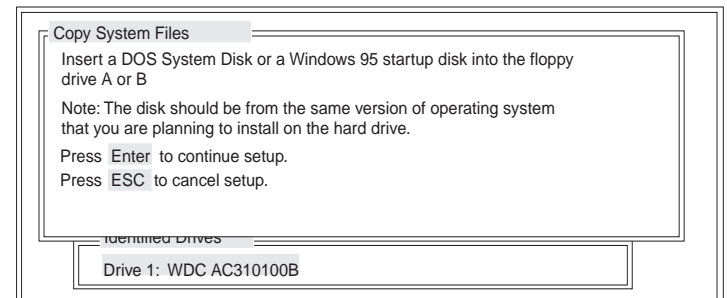 Copy System Files
Insert a DOS System Disk or a Windows 95 startup disk into the floppy
drive A or B
Note: The disk should be from the same version of operating system
that you are planning to install on the hard drive.
Press Enter to continue setup.
Press ESC to cancel setup.
Identified Drives
Drive 1: WDC AC310100B